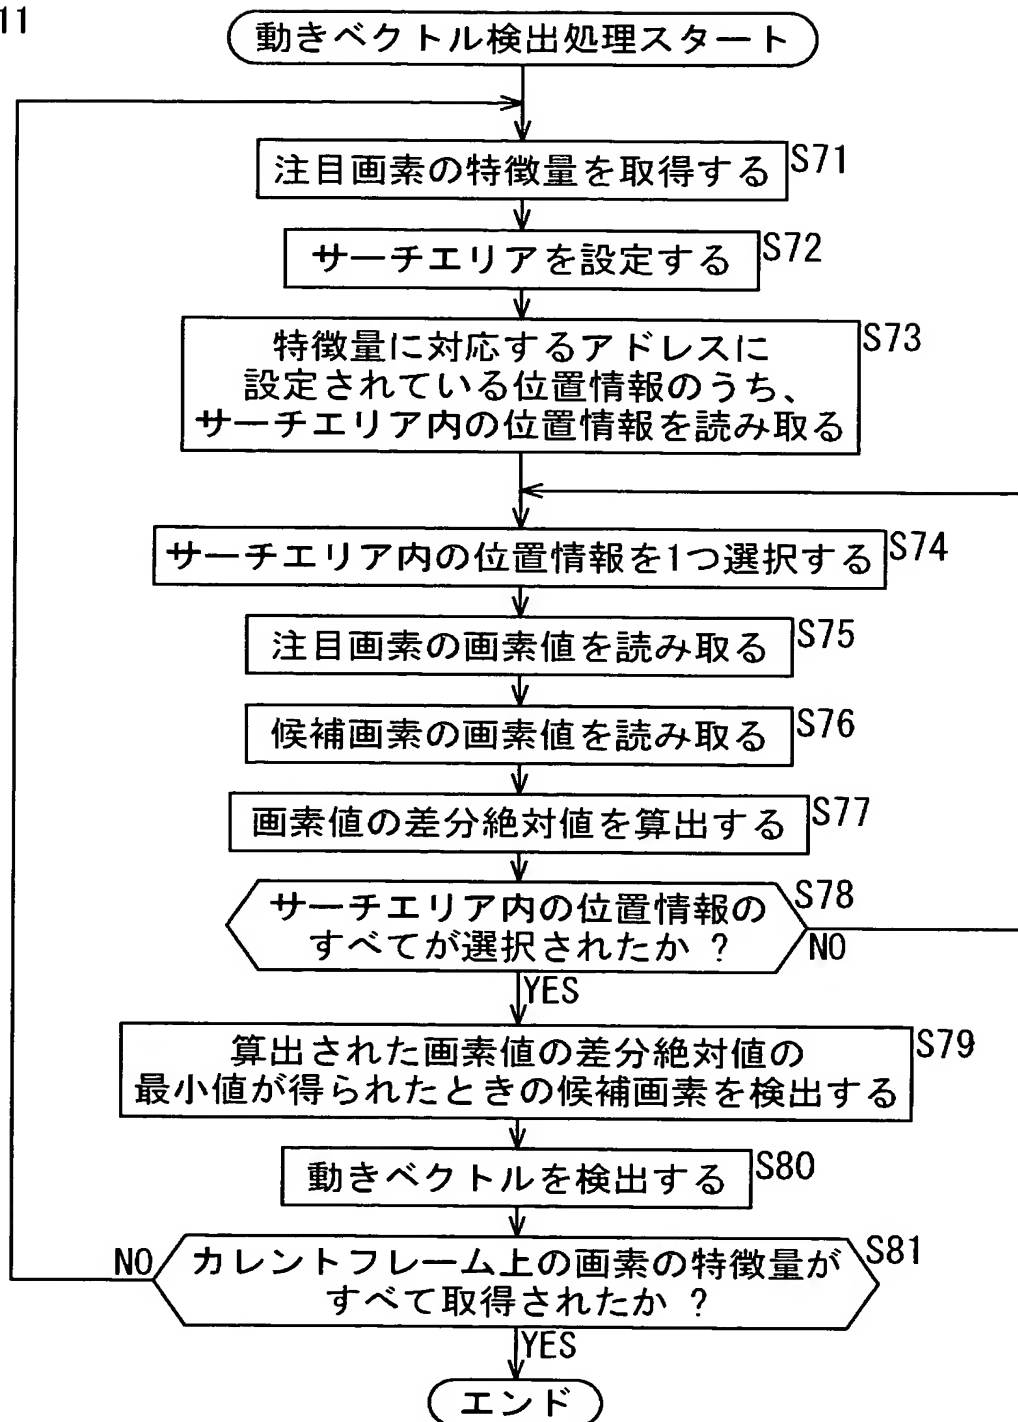 11
動きベクトル検出処理スタート
注目画素の特徴量を取得する
S71
サーチエリアを設定する
S72
特徴量に対応するアドレスに
設定されている位置情報のうち、
サーチエリア内の位置情報を読み取る
S73
サーチエリア内の位置情報を1つ選択する
S74
注目画素の画素値を読み取る
S75
候補画素の画素値を読み取る
S76
画素値の差分絶対値を算出する
S77
サーチエリア内の位置情報の
すべてが選択されたか ?
S78
NO
YES
算出された画素値の差分絶対値の
最小値が得られたときの候補画素を検出する
S79
動きベクトルを検出する
S80
カレントフレーム上の画素の特徴量が
すべて取得されたか ?
S81
NO
YES
エンド